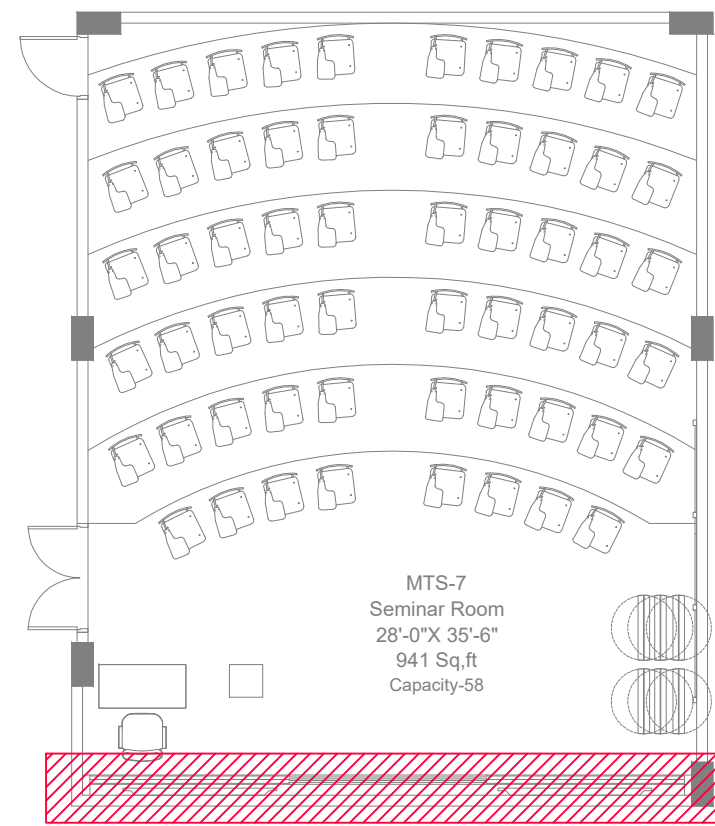 MTS-7
Seminar Room
28'-0"X 35'-6"
941 Sq,ft
Capacity-58